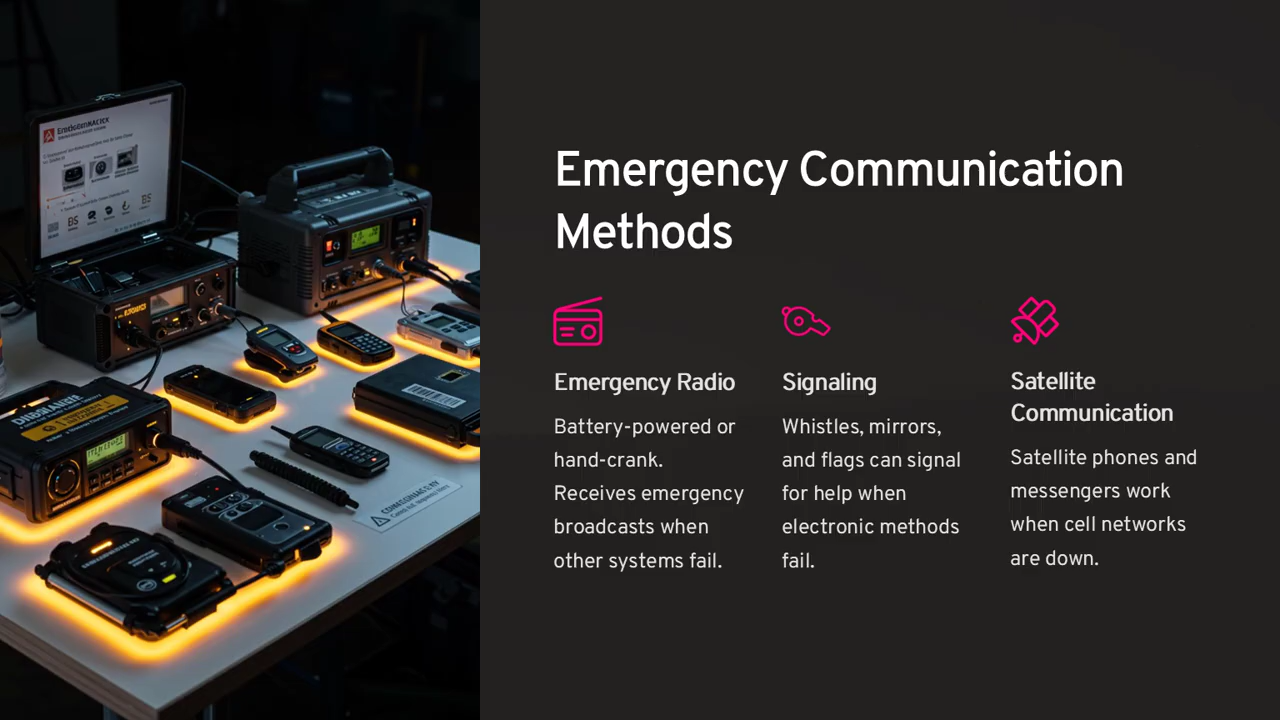 Emergency Communication
Methods
Emergency Radio
Battery-powered or
hand-crank.
Receives emergency
broadcasts when
other systems fail.
Signaling
Whistles, mirrors,
and flags can signal
for help when
electronic methods
fail.
Satellite
Communication
Satellite phones and
messengers work
when cell networks
are down.